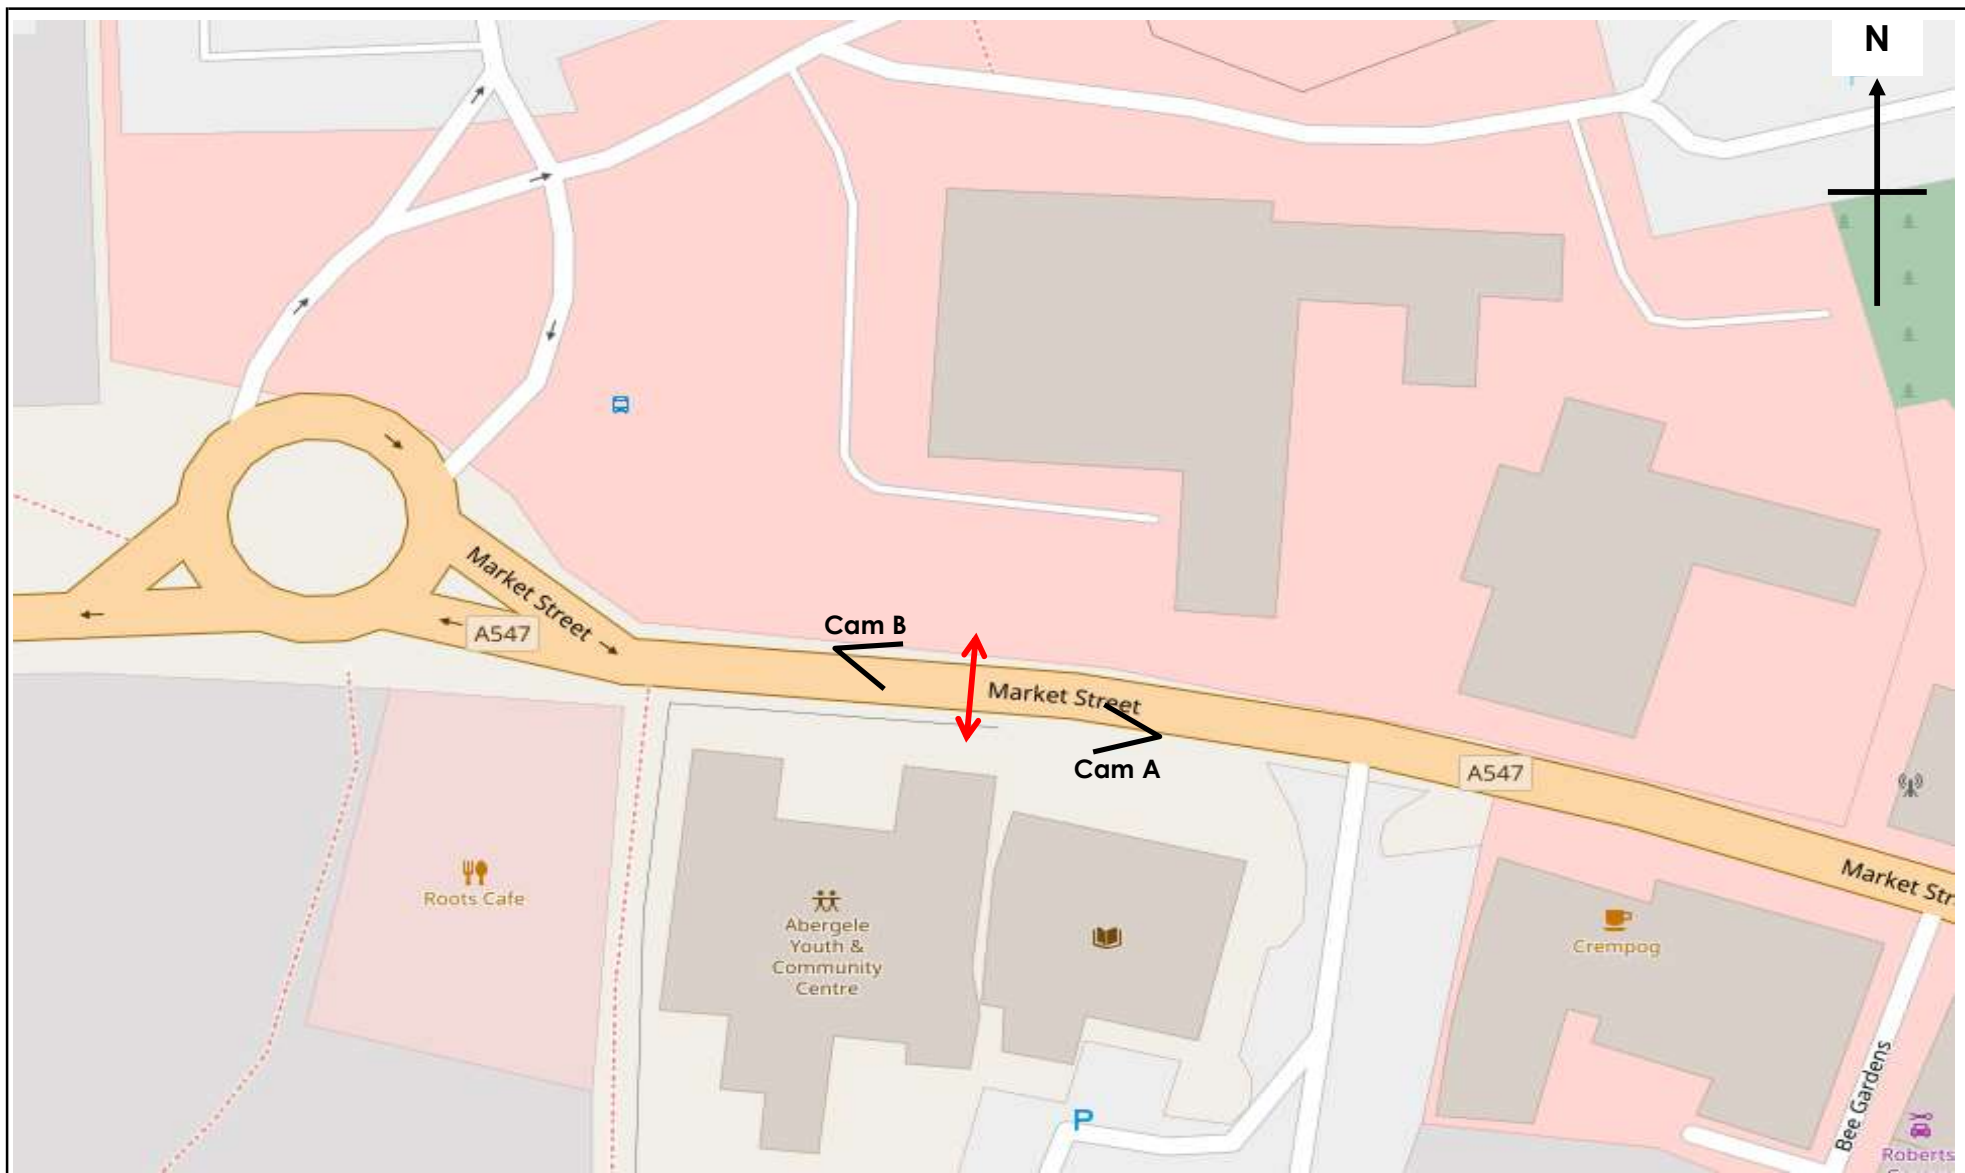 N
Market Street
A547
Cam B
Market Street
Cam A
A547
Market Str
Roots Cafe
Abergele
Youth &
Community
Centre
Crempog
Bee Gardens
P
Roberts